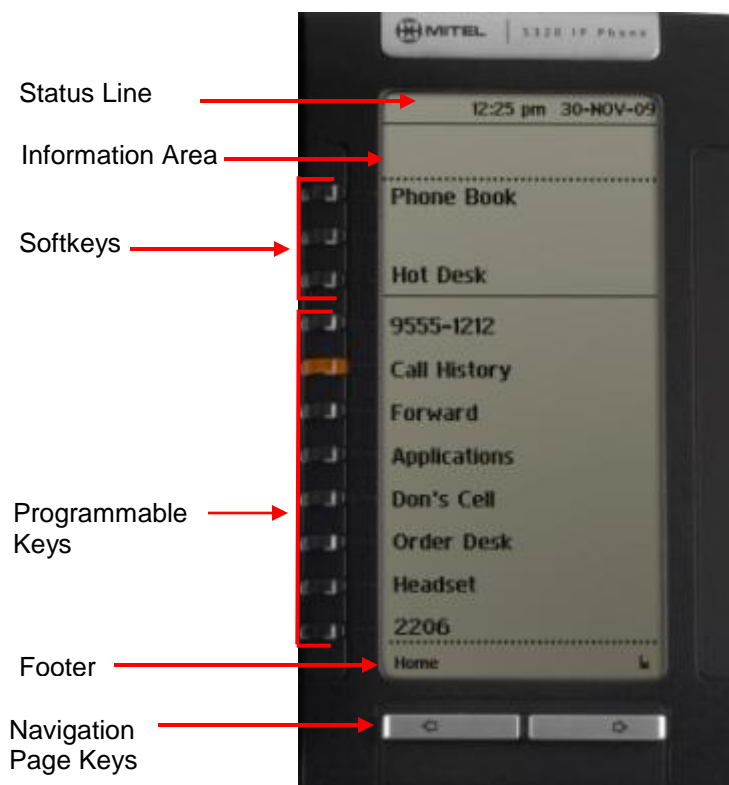 MITEL | 5320 IP Phone
Status Line
12:25 pm 30-NOV-09
Information Area
Phone Book
Softkeys
Hot Desk
9555-1212
Call History
Forward
Applications
Don's Cell
Programmable
Keys
Order Desk
Headset
2206
Footer
Home
Navigation
Page Keys